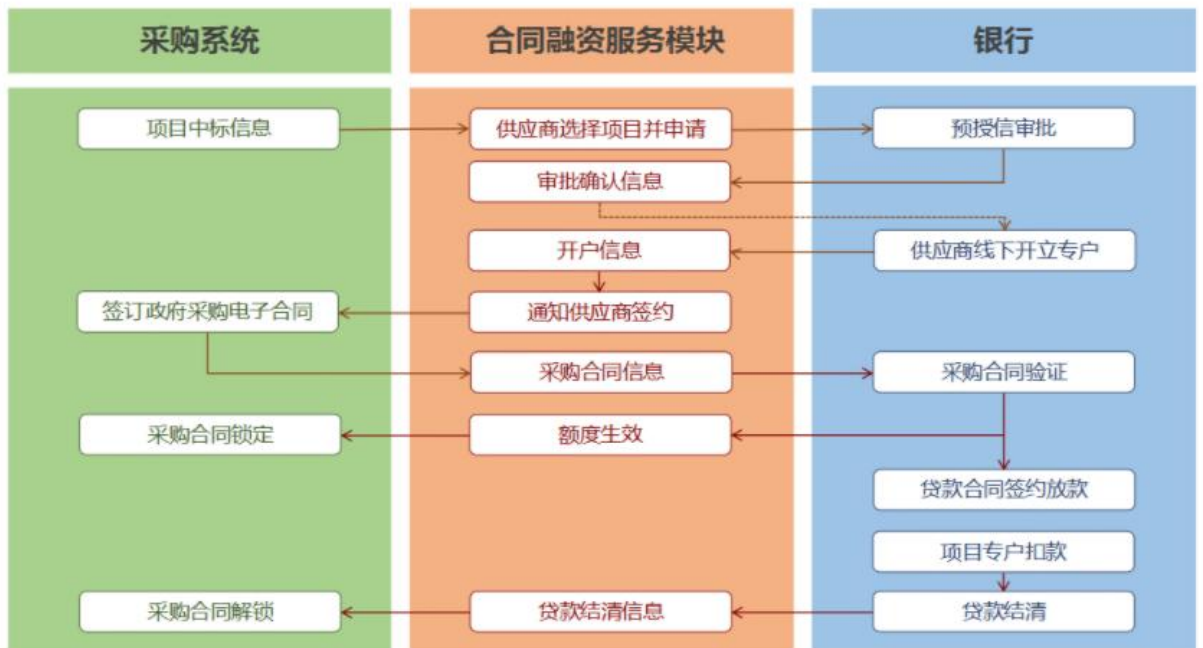 采购系统
合同融资服务模块
银行
项目中标信息
供应商选择项目并申请
预授信审批
审批确认信息
开户信息
供应商线下开立专户
签订政府采购电子合同
通知供应商签约
采购合同信息
采购合同验证
采购合同锁定
额度生效
贷款合同签约放款
项目专户扣款
采购合同解锁
贷款结清信息
贷款结清